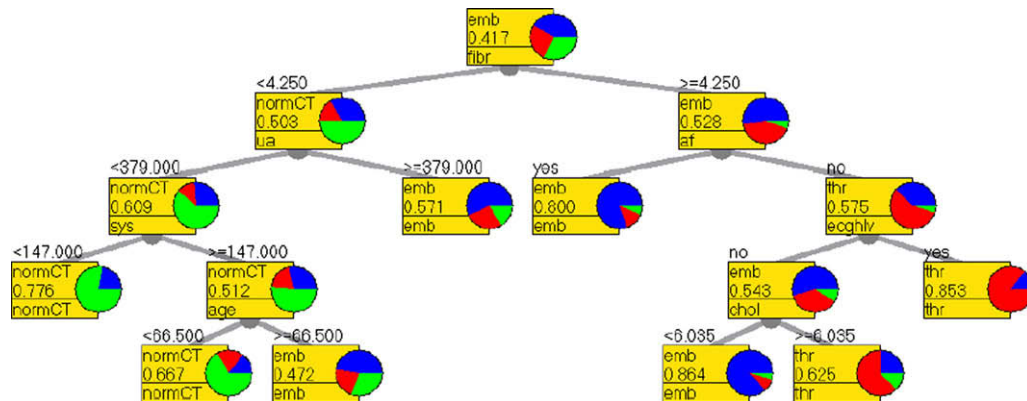 emb
0.417
fibr
<4.250
>=4.250
normCT
0.503
ua
emb
0.528
af
<379.000
>=379.000
yes
no
normCT
0.609
sys
emb
0.571
emb
emb
0.800
emb
thr
0.575
ecghlv
<147.000
>=147.000
no
yes
normCT
0.776
normCT
normCT
0.512
age
emb
0.543
chol
thr
0.853
thr
<66.500
>=66.500
<6.035
>=6.035
normCT
0.667
normCT
emb
0.472
emb
emb
0.864
emb
thr
0.625
thr